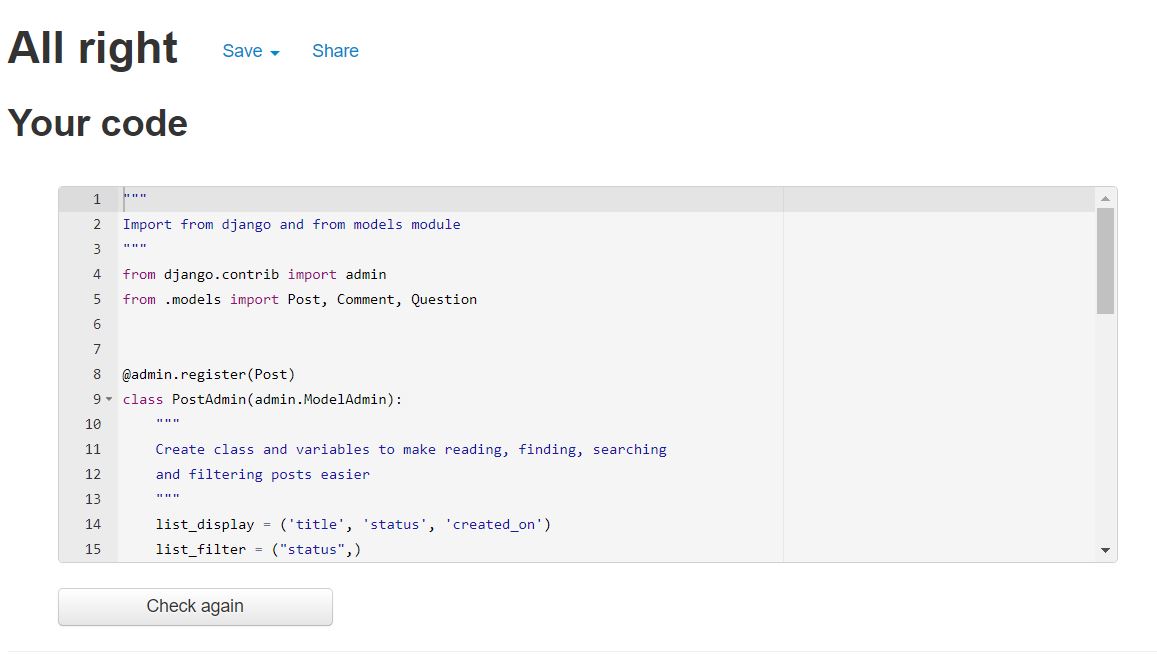 All right Save Share
Your code
1 """
2 Import from django and from models module
3 """
4 from django.contrib import admin
5 from .models import Post, Comment, Question
6
7
8 @admin.register(Post)
9 class PostAdmin(admin.ModelAdmin):
10 """
11 Create class and variables to make reading, finding, searching
12 and filtering posts easier
13 """
14 list_display = ('title', 'status', 'created_on')
15 list_filter = ("status",)
Check again